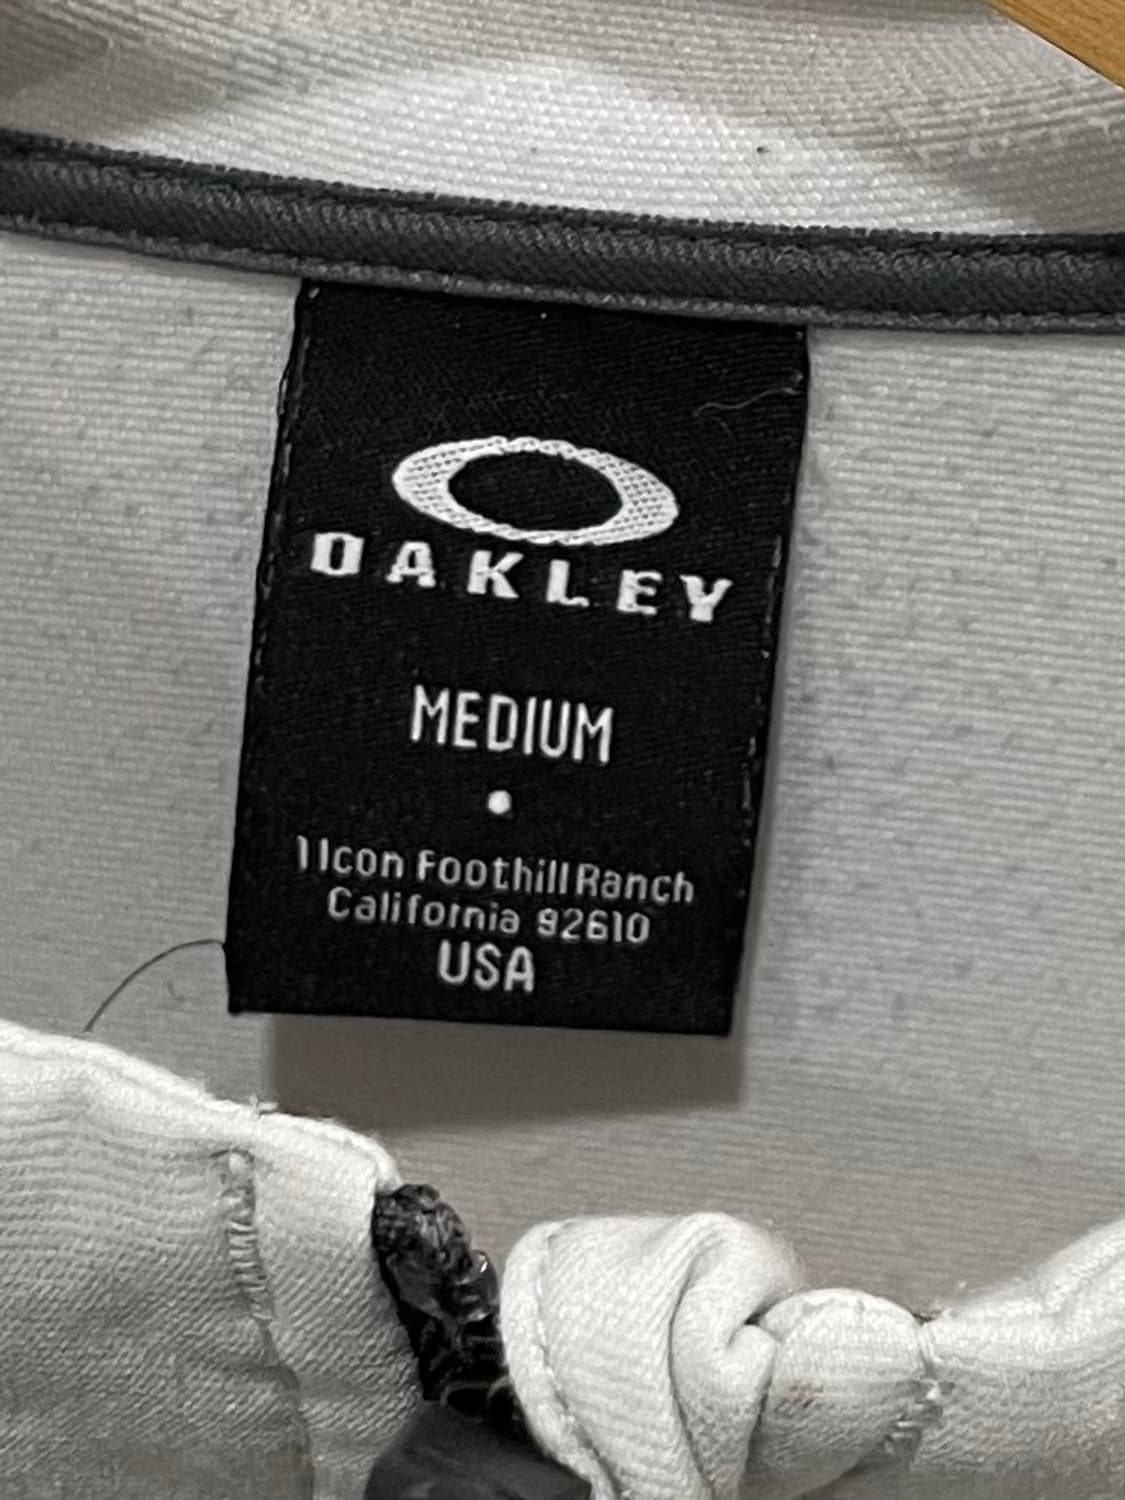 OAKLEY
MEDIUM
1 Icon Foothill Ranch
California 92610
USA